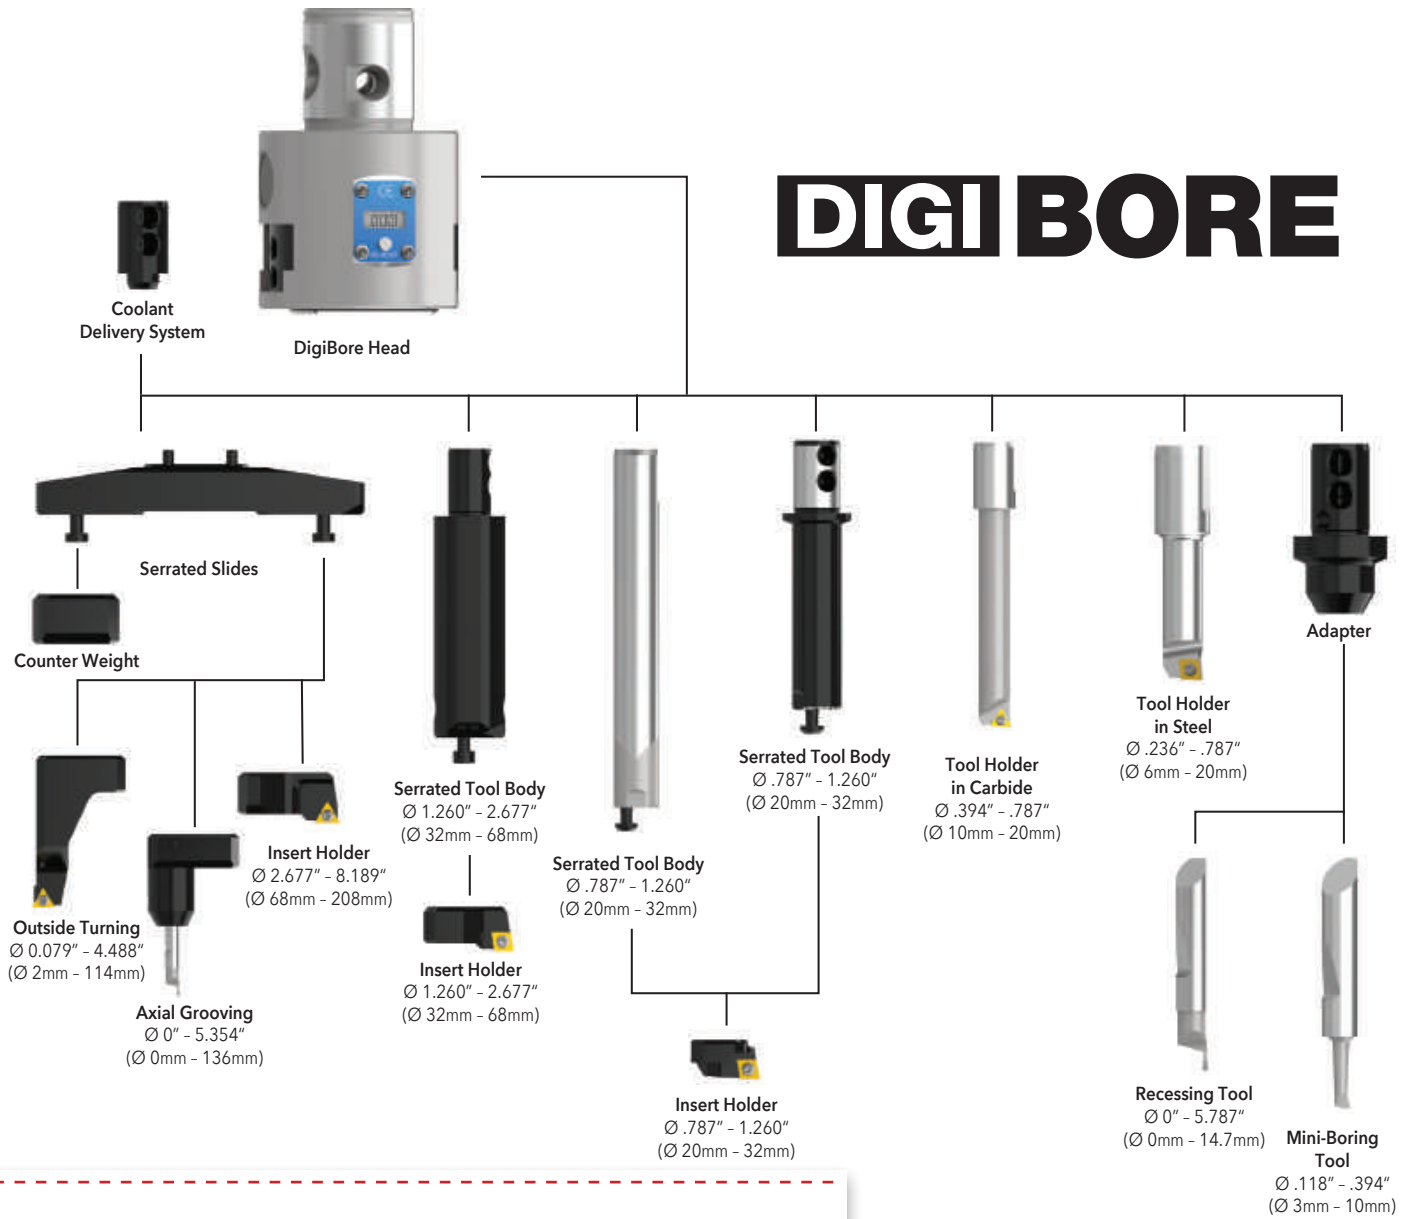 DIGI BORE
Coolant
Delivery System
DigiBore Head
Serrated Slides
Counter Weight
Adapter
Tool Holder
in Steel
Ø .236” – .787“
(Ø 6mm – 20mm)
Serrated Tool Body
Ø .787” – 1.260“
(Ø 20mm – 32mm)
Tool Holder
in Carbide
Ø .394” – .787“
(Ø 10mm – 20mm)
Serrated Tool Body
Ø 1.260” – 2.677“
(Ø 32mm – 68mm)
Serrated Tool Body
Ø .787” – 1.260“
(Ø 20mm – 32mm)
Insert Holder
Ø 2.677” – 8.189“
(Ø 68mm – 208mm)
Outside Turning
Ø 0.079” – 4.488“
(Ø 2mm – 114mm)
Axial Grooving
Ø 0” – 5.354“
(Ø 0mm – 136mm)
Insert Holder
Ø 1.260” – 2.677“
(Ø 32mm – 68mm)
Insert Holder
Ø .787” – 1.260“
(Ø 20mm – 32mm)
Recessing Tool
Ø 0” – 5.787“
(Ø 0mm – 14.7mm)
Mini-Boring
Tool
Ø .118” – .394“
(Ø 3mm – 10mm)